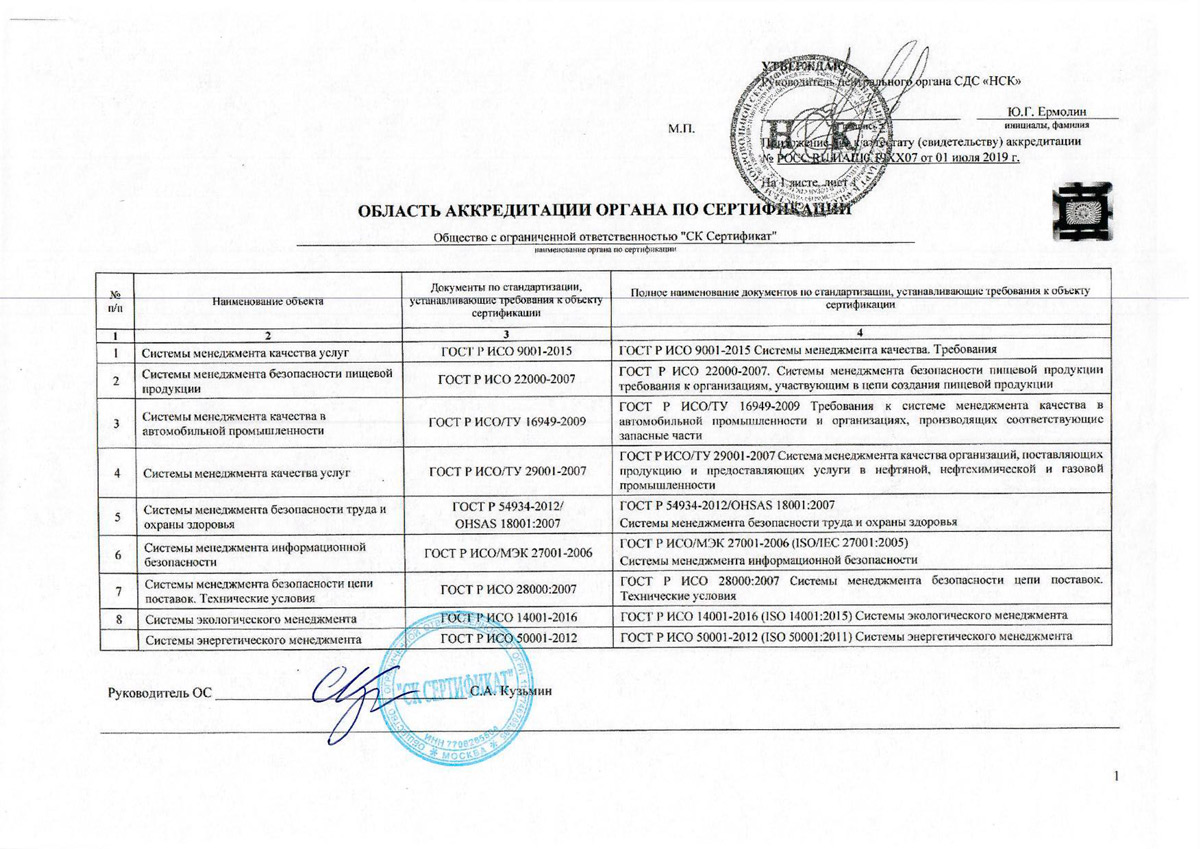 УТВЕРЖДАЮ
Руководитель центрального органа СДС «НСК»
Ю.Г. Ермолин
инициалы, фамилия
М.П.
НСК
Приложение к аттестату (свидетельству) аккредитации
№ РОСС RU. от 01 июля 2019 г.
На 1 листе, лист 1
ОБЛАСТЬ АККРЕДИТАЦИИ ОРГАНА ПО СЕРТИФИКАЦИИ
Общество с ограниченной ответственностью "СК Сертификат"
наименование органа по сертификации
№ п/п
Наименование объекта
Документы по стандартизации,
устанавливающие требования к объекту
сертификации
Полное наименование документов по стандартизации, устанавливающие требования к объекту
сертификации
1 2 3 4
1 Системы менеджмента качества услуг ГОСТ Р ИСО 9001-2015 ГОСТ Р ИСО 9001-2015 Системы менеджмента качества. Требования
2 Системы менеджмента безопасности пищевой
продукции
ГОСТ Р ИСО 22000-2007
ГОСТ Р ИСО 22000-2007. Системы менеджмента безопасности пищевой продукции
требования к организациям, участвующим в цепи создания пищевой продукции
3 Системы менеджмента качества в
автомобильной промышленности
ГОСТ Р ИСО/ТУ 16949-2009
ГОСТ Р ИСО/ТУ 16949-2009 Требования к системе менеджмента качества в
автомобильной промышленности и организациях, производящих соответствующие
запасные части
4 Системы менеджмента качества услуг
ГОСТ Р ИСО/ТУ 29001-2007
ГОСТ Р ИСО/ТУ 29001-2007 Система менеджмента качества организаций, поставляющих
продукцию и предоставляющих услуги в нефтяной, нефтехимической и газовой
промышленности
5 Системы менеджмента безопасности труда и
охраны здоровья
ГОСТ Р 54934-2012/
OHSAS 18001:2007
ГОСТ Р 54934-2012/OHSAS 18001:2007
Системы менеджмента безопасности труда и охраны здоровья
6 Системы менеджмента информационной
безопасности
ГОСТ Р ИСО/МЭК 27001-2006
ГОСТ Р ИСО/МЭК 27001-2006 (ISO/IEC 27001:2005)
Системы менеджмента информационной безопасности
7 Системы менеджмента безопасности цепи
поставок. Технические условия
ГОСТ Р ИСО 28000:2007
ГОСТ Р ИСО 28000:2007 Системы менеджмента безопасности цепи поставок.
Технические условия
8 Системы экологического менеджмента ГОСТ Р ИСО 14001-2016 ГОСТ Р ИСО 14001-2016 (ISO 14001:2015) Системы экологического менеджмента
Системы энергетического менеджмента ГОСТ Р ИСО 50001-2012 ГОСТ Р ИСО 50001-2012 (ISO 50001:2011) Системы энергетического менеджмента
Руководитель ОС С.А. Кузьмин
"СК СЕРТИФИКАТ"
МОСКВА
1